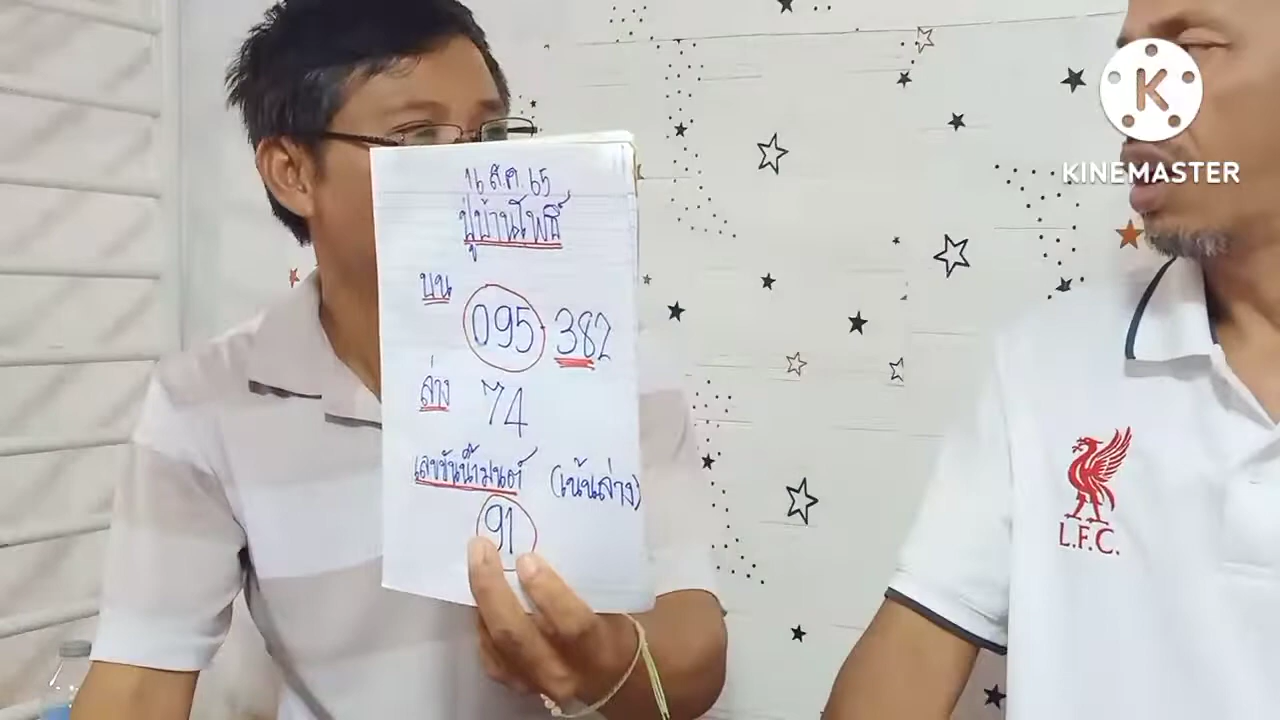 16 ส.ค. 65
ปู่บ้านโพธิ์
บน
095 382
ล่าง
74
เลขขันน้ำมนต์ (เน้นล่าง)
91
K
KINEMASTER
L.F.C.